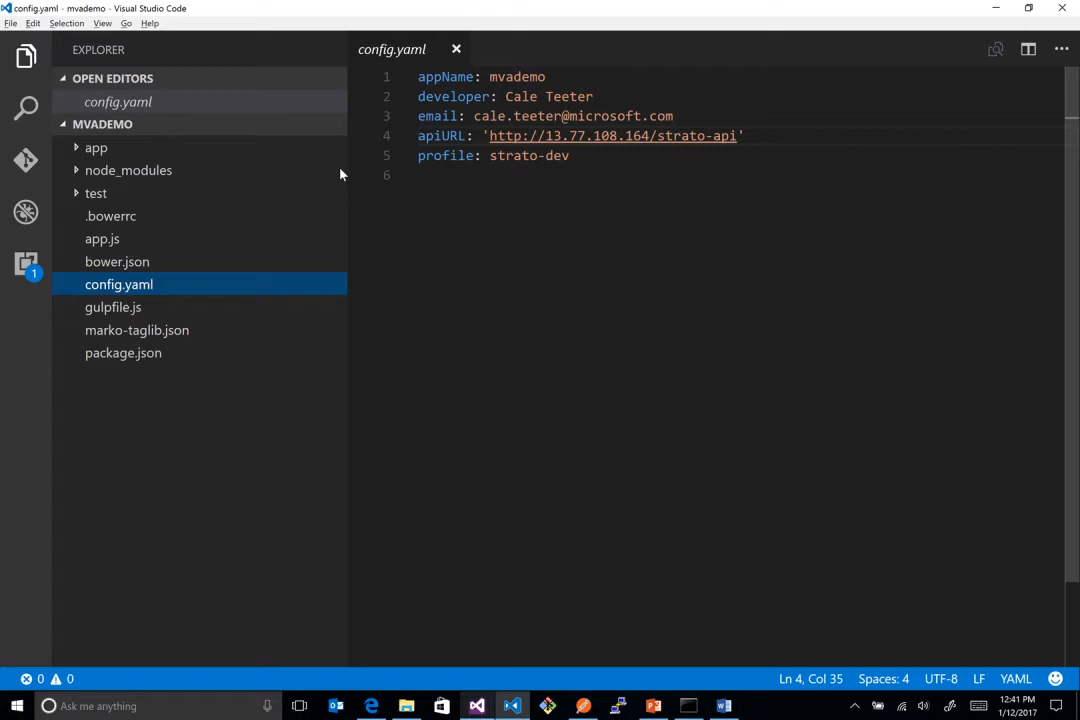 config.yaml - mvademo - Visual Studio Code
File Edit Selection View Go Help
EXPLORER
OPEN EDITORS
config.yaml
MVADEMO
app
node_modules
test
.bowerrc
app.js
bower.json
config.yaml
gulpfile.js
marko-taglib.json
package.json
1
config.yaml
1 appName: mvademo
2 developer: Cale Teeter
3 email: cale.teeter@microsoft.com
4 apiURL: 'http://13.77.108.164/strato-api'
5 profile: strato-dev
6
0 0
Ln 4, Col 35 Spaces: 4 UTF-8 LF YAML
Ask me anything
12:41 PM
1/12/2017